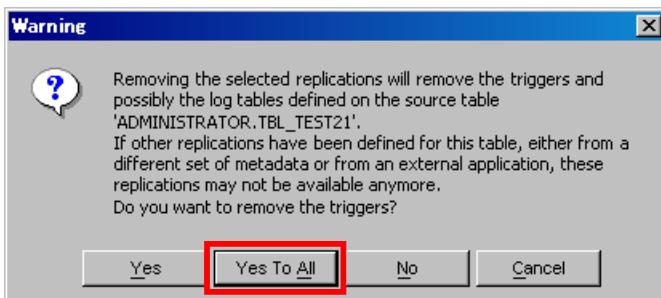 Warning
Removing the selected replications will remove the triggers and
possibly the log tables defined on the source table
'ADMINISTRATOR.TBL_TEST21'.
If other replications have been defined for this table, either from a
different set of metadata or from an external application, these
replications may not be available anymore.
Do you want to remove the triggers?
Yes Yes To All No Cancel